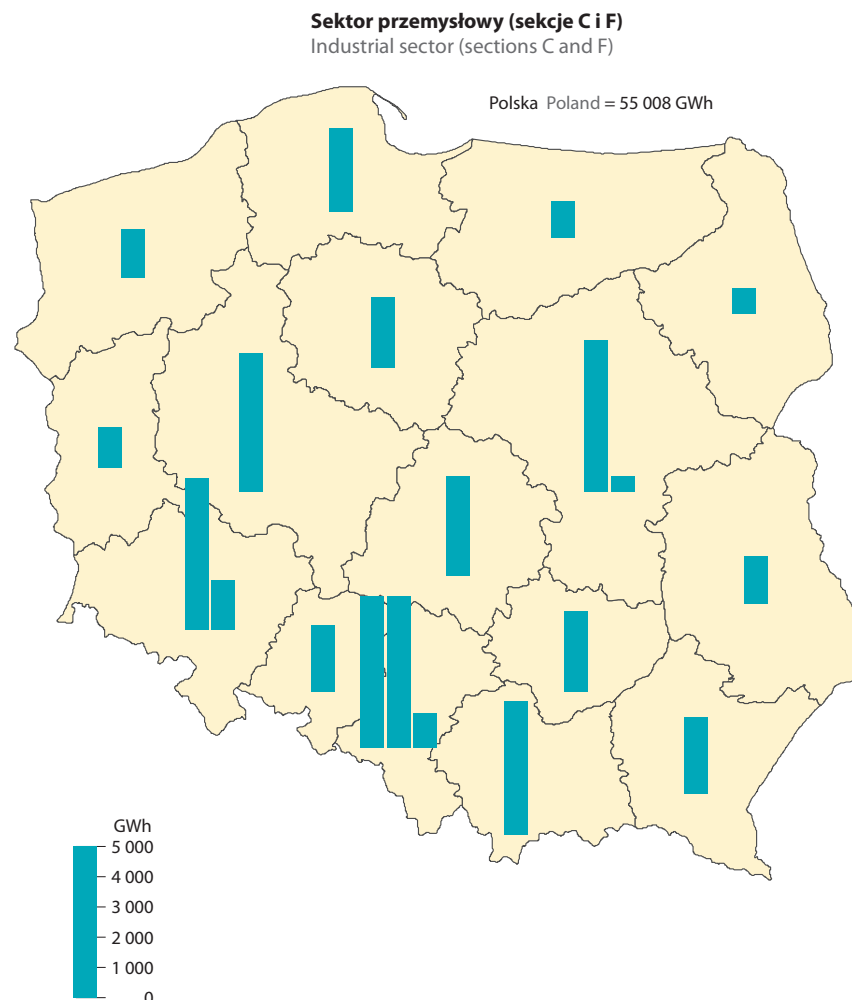 Sektor przemysłowy (sekcje C i F)
Industrial sector (sections C and F)
Polska Poland = 55 008 GWh
GWh
5 000
4 000
3 000
2 000
1 000
0